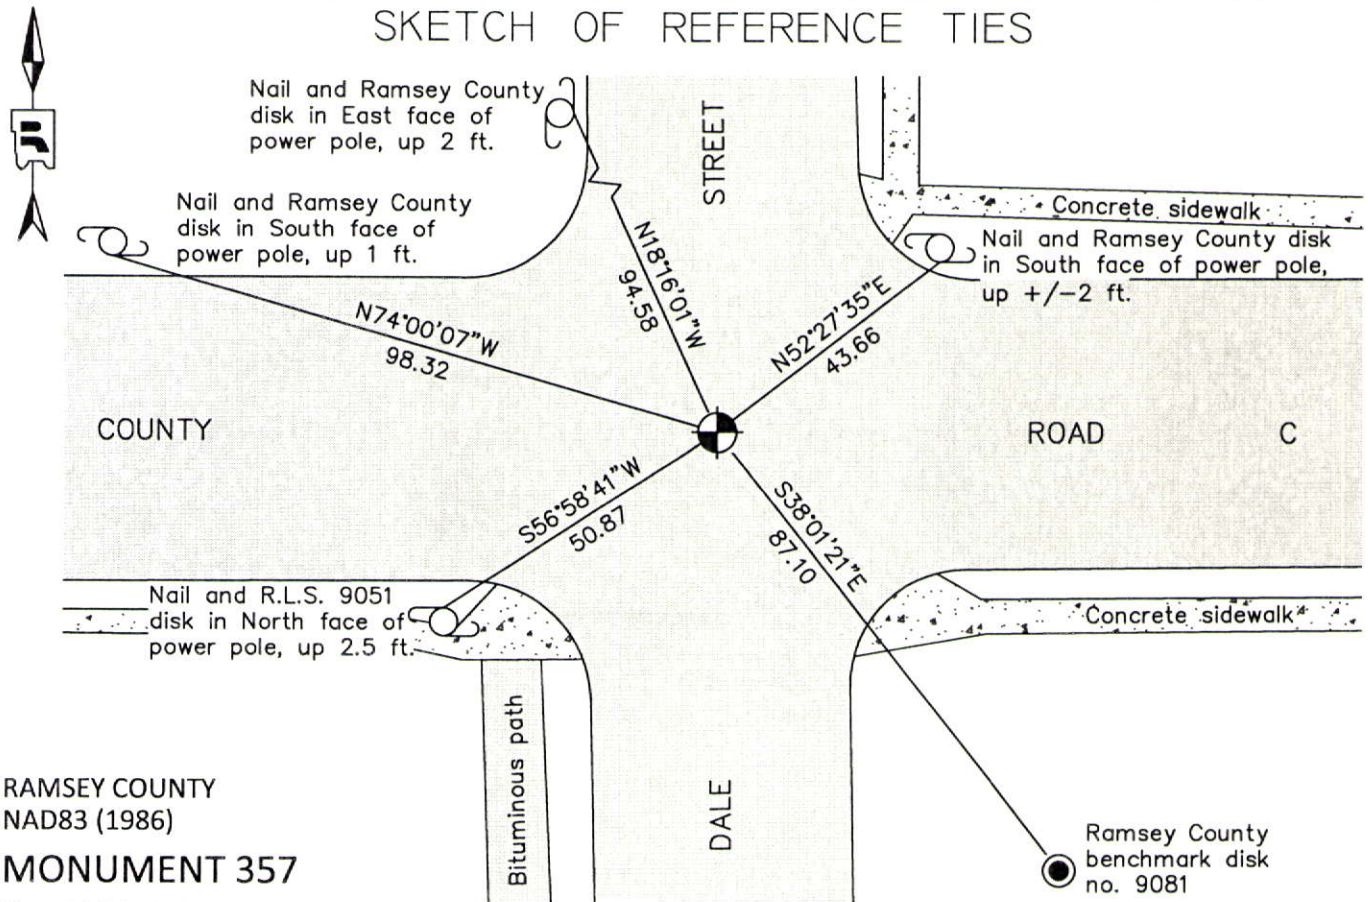 SKETCH OF REFERENCE TIES
Nail and Ramsey County
disk in East face of
power pole, up 2 ft.
STREET
Nail and Ramsey County
disk in South face of
power pole, up 1 ft.
Concrete sidewalk
Nail and Ramsey County disk
in South face of power pole,
up +/-2 ft.
N18°16'01"W
94.58
N52°27'35"E
43.66
N74°00'07"W
98.32
COUNTY
ROAD
C
S56°58'41"W
50.87
S38°01'21"E
87.10
Nail and R.L.S. 9051
disk in North face of
power pole, up 2.5 ft.
Concrete sidewalk
Bituminous path
DALE
RAMSEY COUNTY
NAD83 (1986)
MONUMENT 357
Ramsey County
benchmark disk
no. 9081